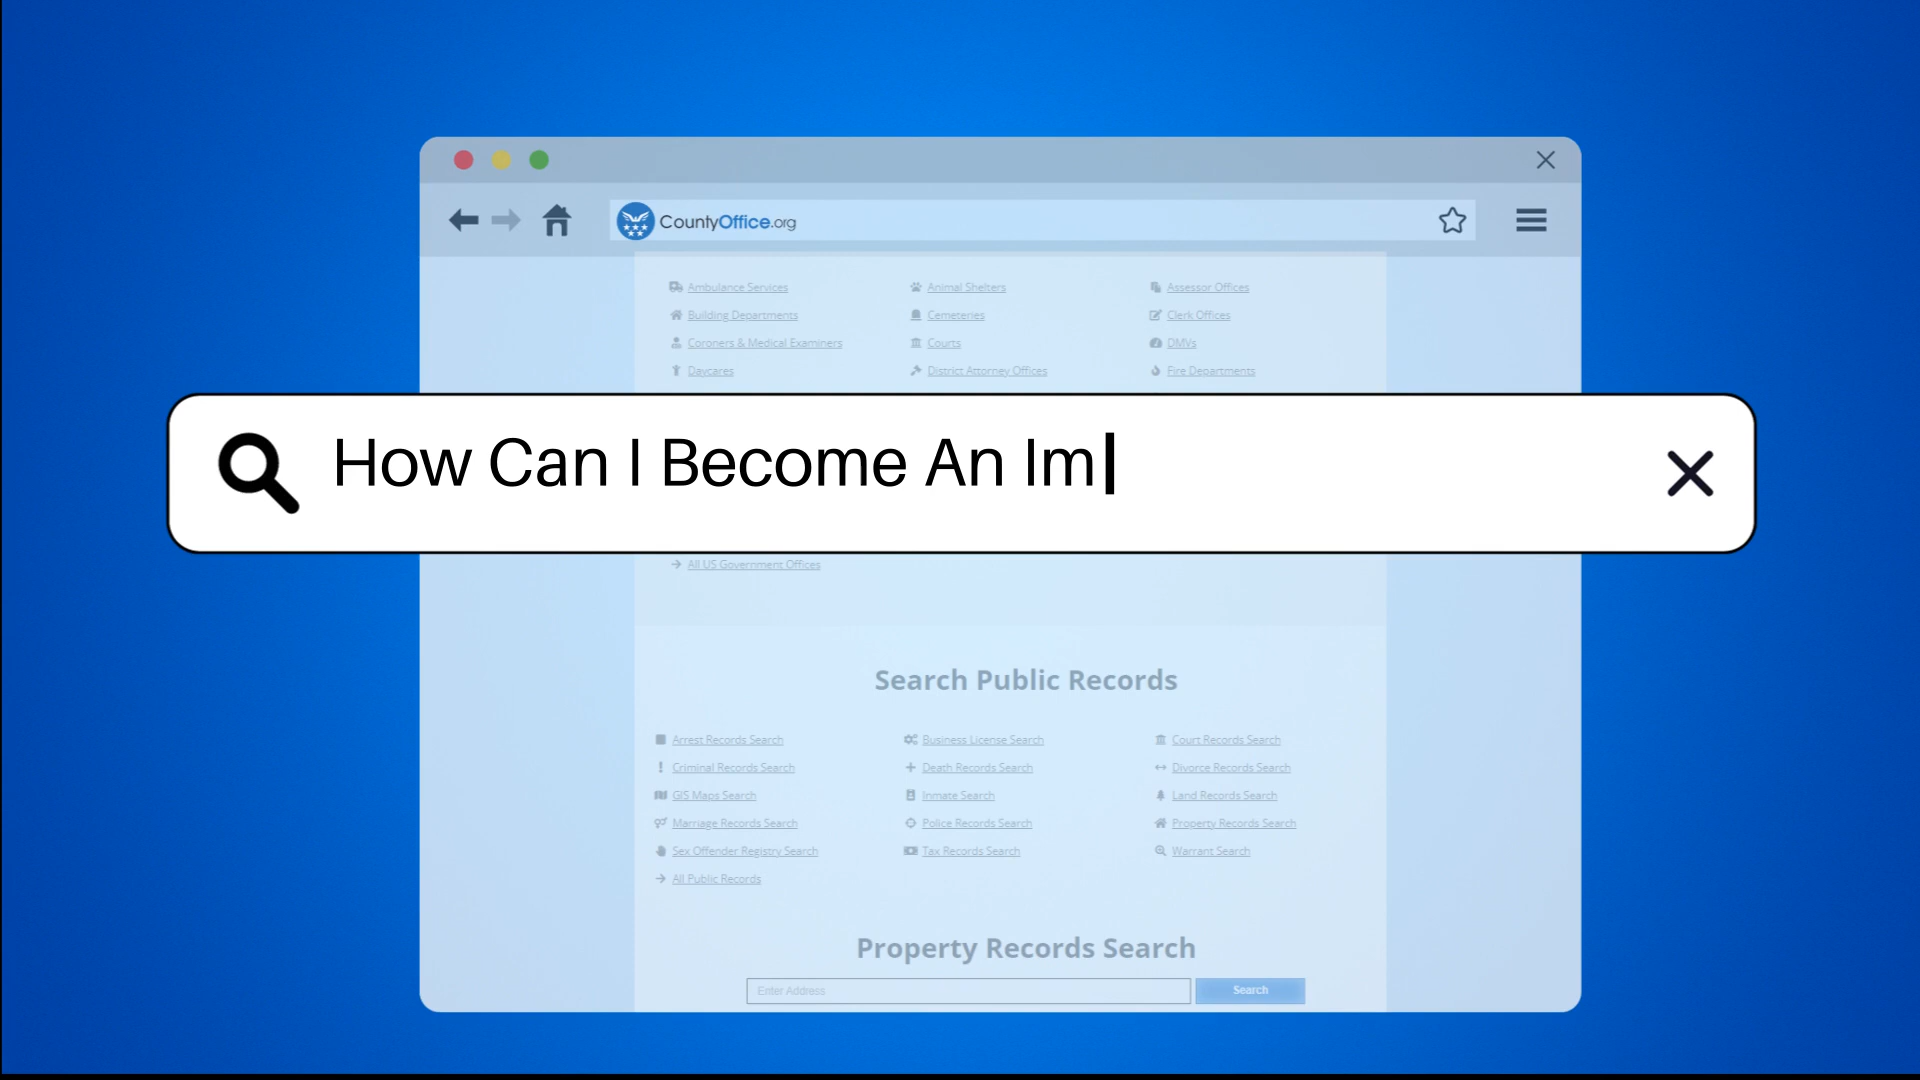 CountyOffice.org
Ambulance Services Animal Shelters Assessor Offices
Building Departments Cemeteries Clerk Offices
Coroners & Medical Examiners Courts DMVs
Daycares District Attorney Offices Fire Departments
How Can I Become An Im
All US Government Offices
Search Public Records
Arrest Records Search Business License Search Court Records Search
Criminal Records Search Death Records Search Divorce Records Search
GIS Maps Search Inmate Search Land Records Search
Marriage Records Search Police Records Search Property Records Search
Sex Offender Registry Search Tax Records Search Warrant Search
All Public Records
Property Records Search
Enter Address Search